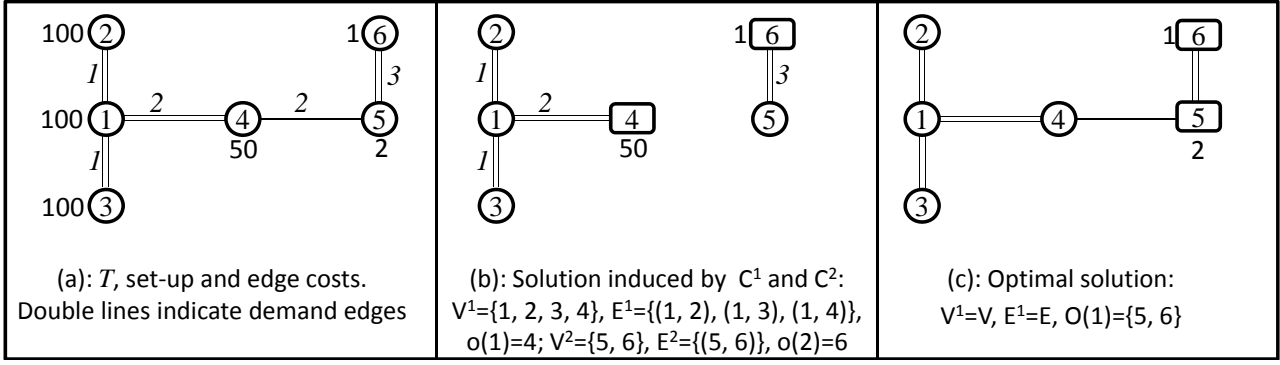 100 2 1 6
1 3
100 1 2 4 2 5
50 2
1
100 3
(a): T, set-up and edge costs.
Double lines indicate demand edges
2 1 6
1 3
1 2 4 5
50
1
3
(b): Solution induced by C¹ and C²:
V¹={1, 2, 3, 4}, E¹={(1, 2), (1, 3), (1, 4)},
o(1)=4; V²={5, 6}, E²={(5, 6)}, o(2)=6
2 1 6
1 4 5
2
3
(c): Optimal solution:
V¹=V, E¹=E, O(1)={5, 6}